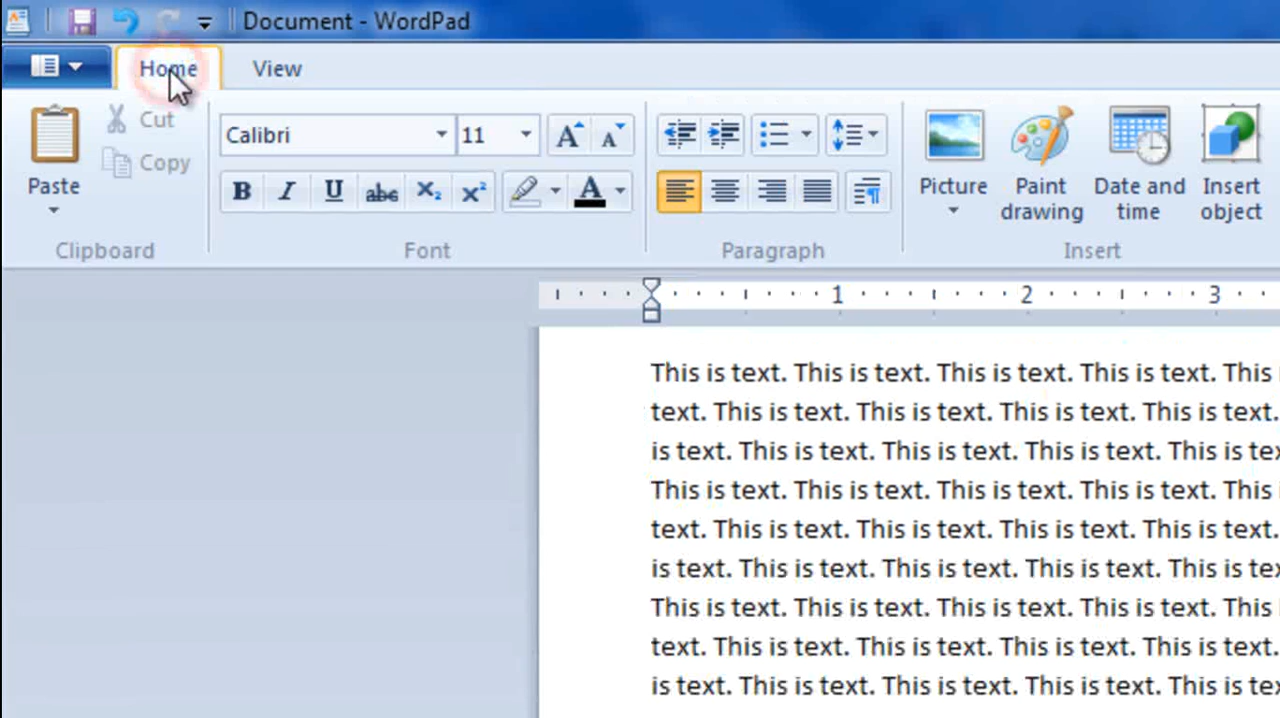 Document - WordPad
Home View
Cut
Copy
Paste
Clipboard
Calibri 11
A A
B I U abc X₂ X² A
Font
Paragraph
Picture
Paint drawing
Date and time
Insert object
Insert
1 2 3
This is text. This is text. This is text. This is text. This
text. This is text. This is text. This is text. This is text.
is text. This is text. This is text. This is text. This is tex
This is text. This is text. This is text. This is text. This
text. This is text. This is text. This is text. This is text.
is text. This is text. This is text. This is text. This is tex
This is text. This is text. This is text. This is text. This
text. This is text. This is text. This is text. This is text.
is text. This is text. This is text. This is text. This is tex